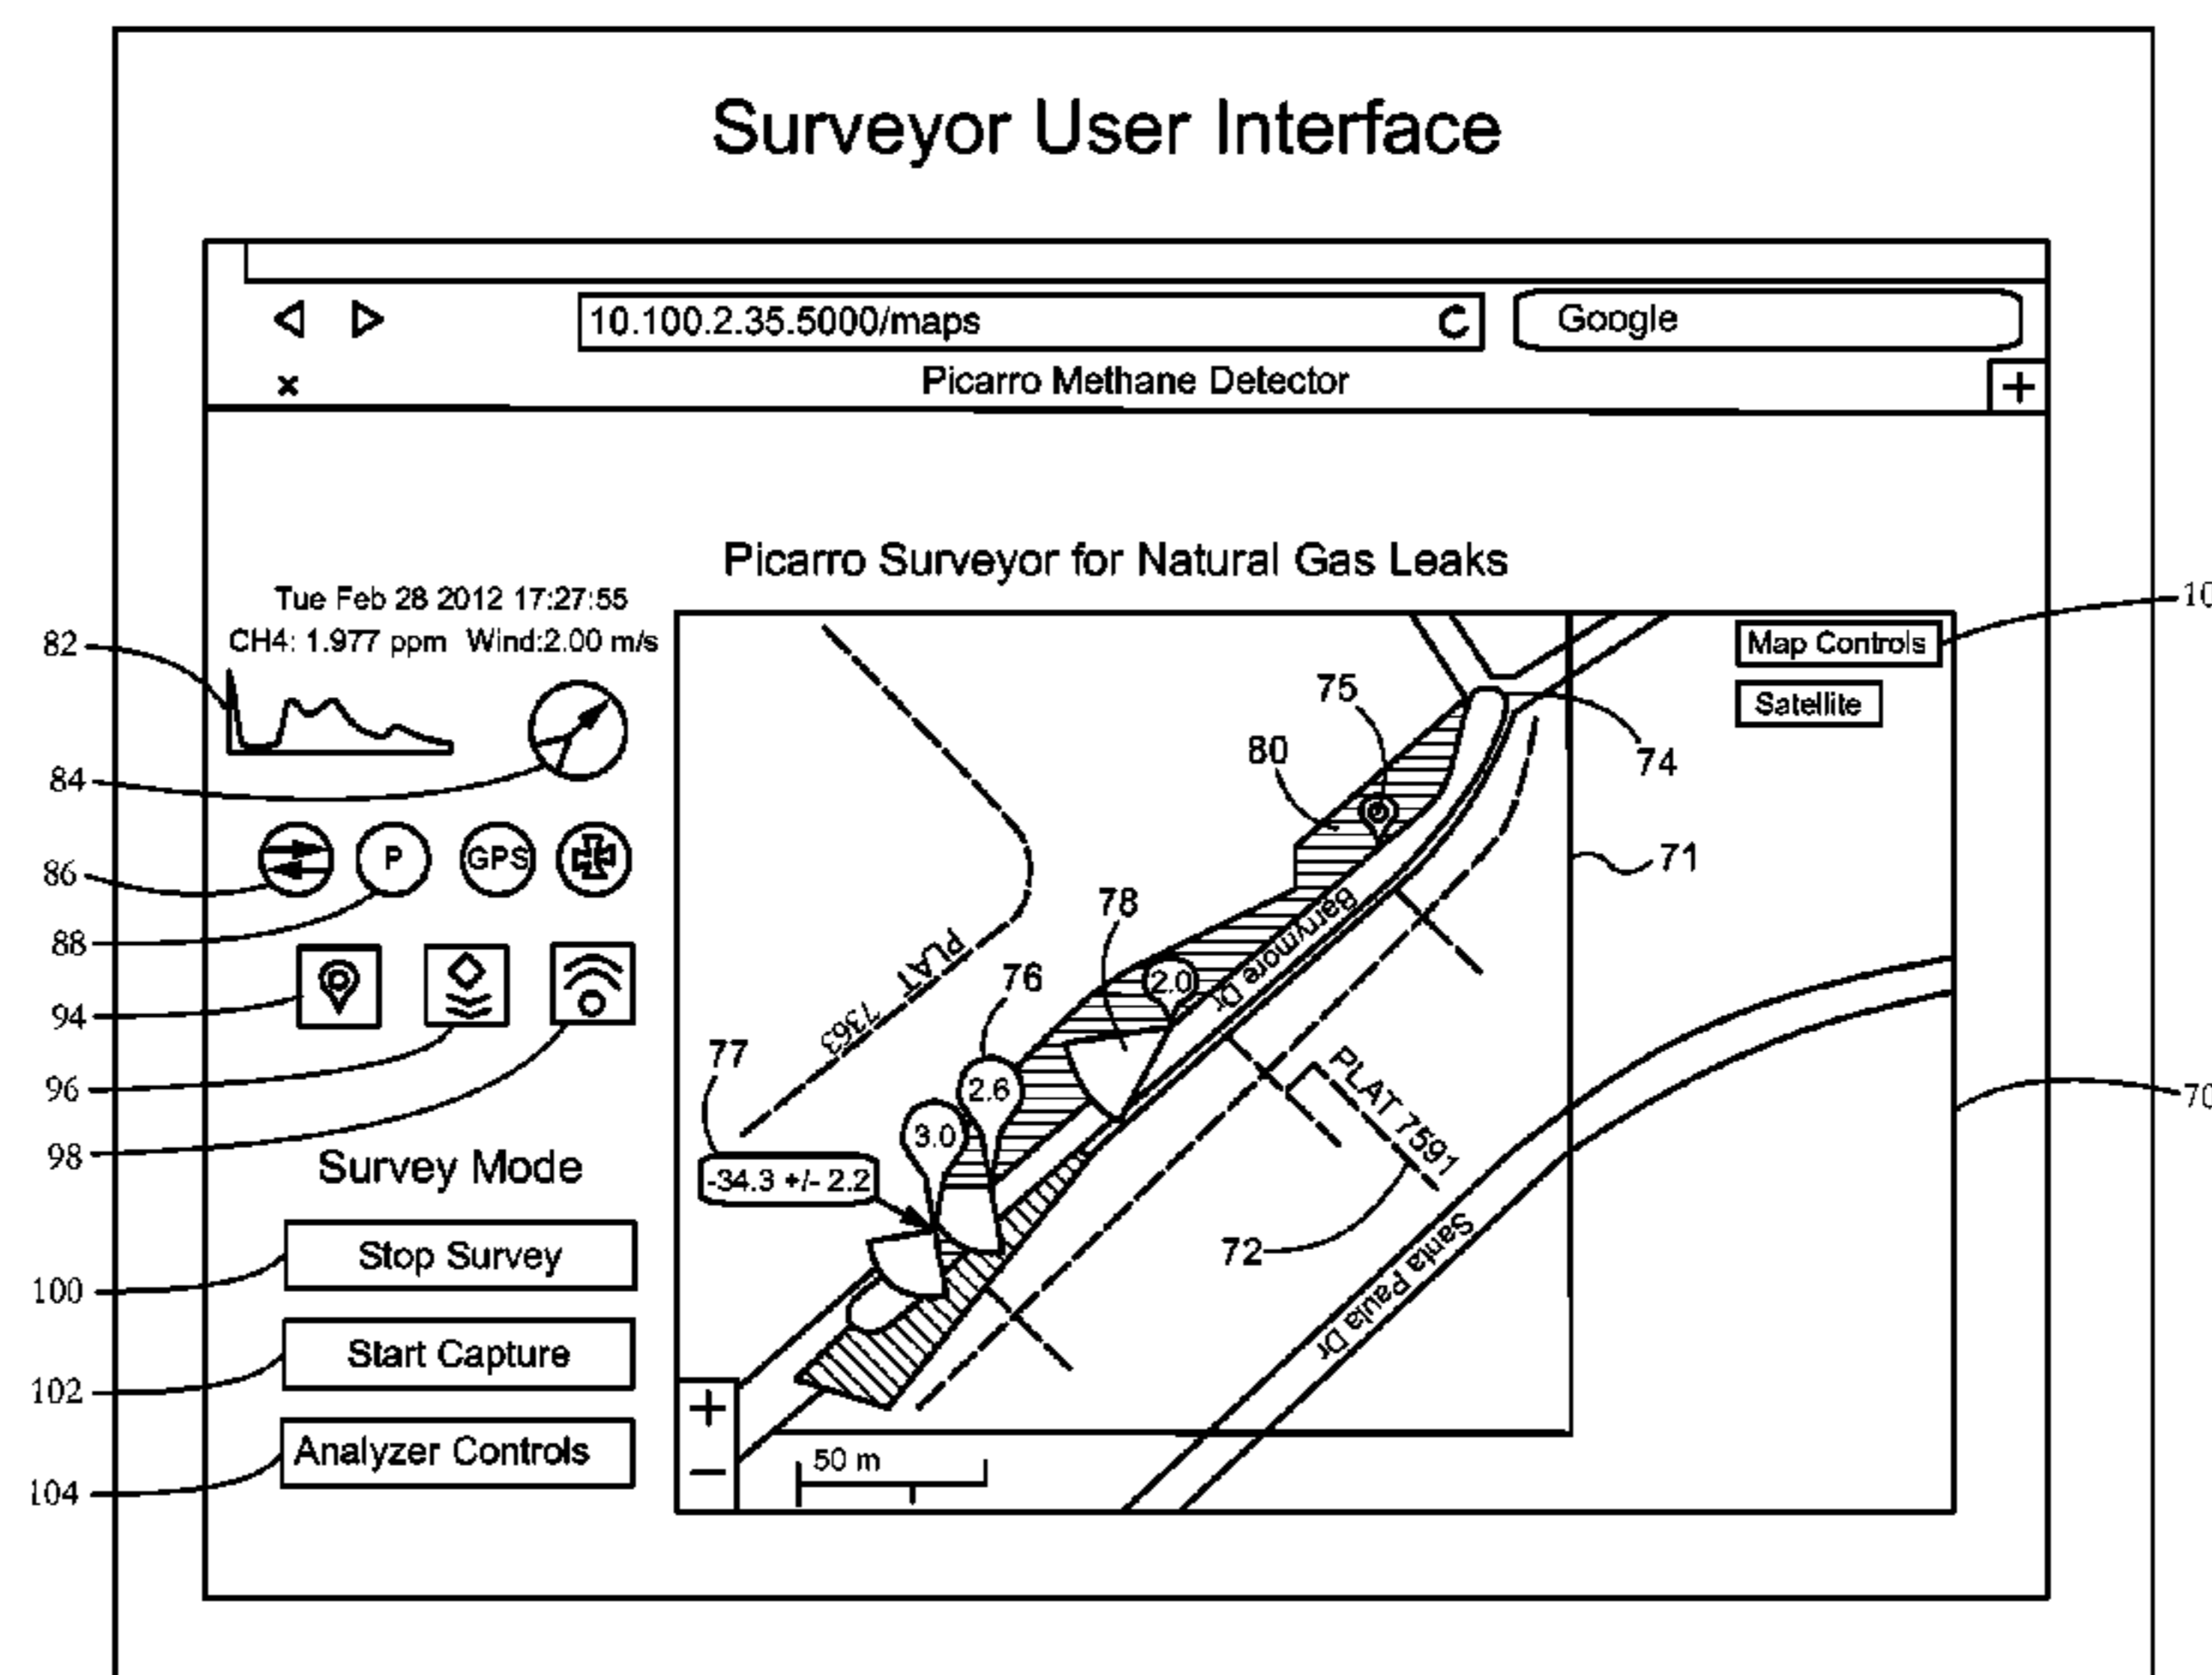 Surveyor User Interface
10.100.2.35.5000/maps
Google
Picarro Methane Detector
Picarro Surveyor for Natural Gas Leaks
Tue Feb 28 2012 17:27:55
CH4: 1.977 ppm Wind:2.00 m/s
82
84
P
GPS
86
88
94
96
98
Survey Mode
Stop Survey
100
Start Capture
102
Analyzer Controls
104
10
Map Controls
Satellite
75
80
74
71
78
Barrymore Dr
PLAT
7363
76
2.0
77
2.6
3.0
-34.3 +/- 2.2
PLAT 7591
72
70
Santa Paula Dr
+
−
50 m